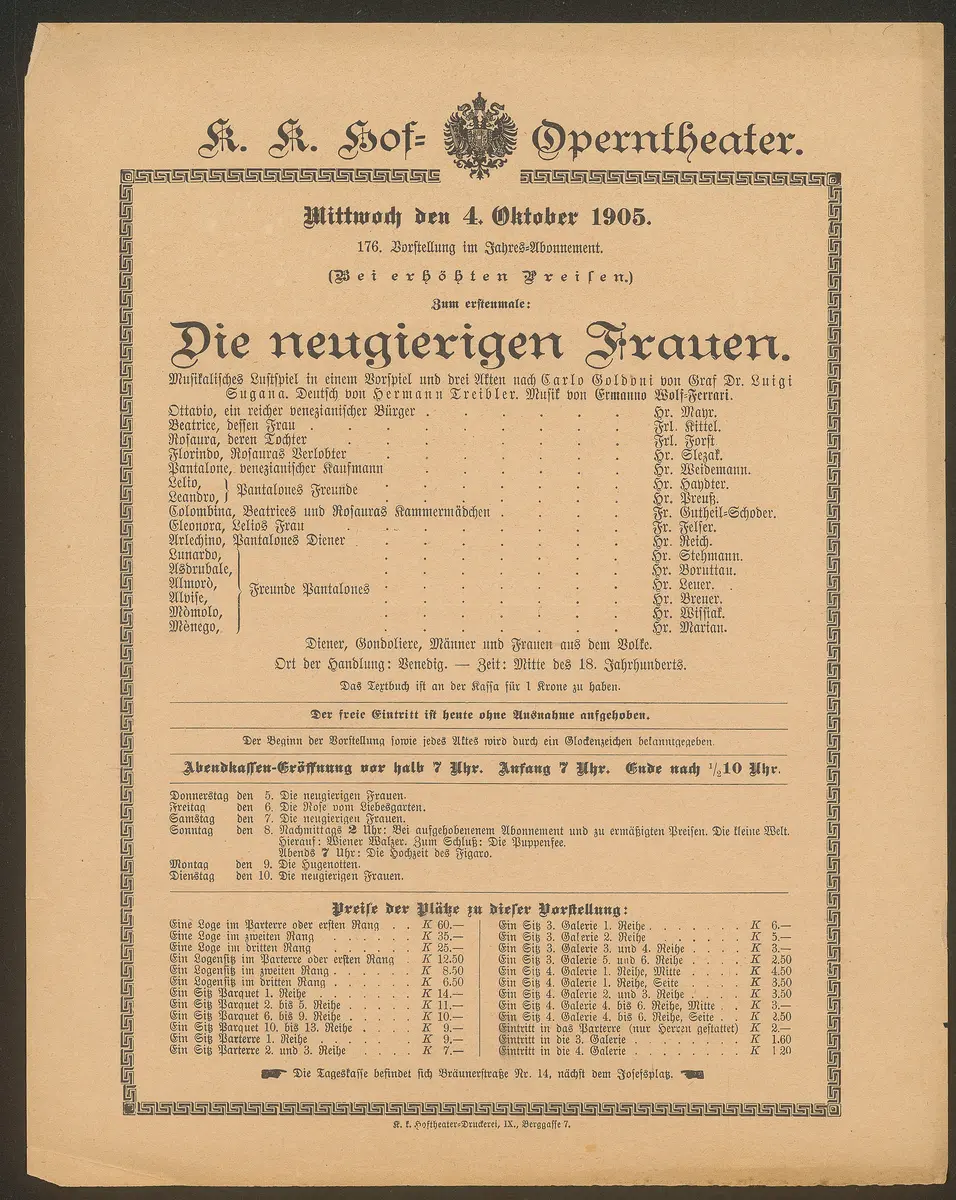 K. K. Hof= Operntheater.
Mittwoch den 4. Oktober 1905.
176. Vorstellung im Jahres=Abonnement.
(Bei erhöhten Preisen.)
Zum erstenmale:
Die neugierigen Frauen.
Musikalisches Lustspiel in einem Vorspiel und drei Akten nach Carlo Goldoni von Graf Dr. Luigi
Sugana. Deutsch von Hermann Treibler. Musik von Ermanno Wolf=Ferrari.
Ottavio, ein reicher venezianischer Bürger . . . . . . Hr. Mayr.
Beatrice, dessen Frau . . . . . . . . Frl. Kittel.
Rosaura, deren Tochter . . . . . . . . Frl. Forst
Florindo, Rosauras Verlobter . . . . . . . Hr. Slezak.
Pantalone, venezianischer Kaufmann . . . . . . Hr. Weidemann.
Lelio, } Pantalones Freunde . . . . . . . Hr. Haydter.
Leandro, } . . . . . . . Hr. Preuß.
Colombina, Beatrices und Rosauras Kammermädchen . . . . Fr. Gutheil=Schoder.
Eleonora, Lelios Frau . . . . . . . . Fr. Felser.
Arlechino, Pantalones Diener . . . . . . . Hr. Reich.
Lunardo, . . . . . . . Hr. Stehmann.
Asdrubale, . . . . . . . Hr. Boruttau.
Almorò, } Freunde Pantalones . . . . . . . Hr. Leuer.
Alvise, . . . . . . . Hr. Breuer.
Mòmolo, . . . . . . . Hr. Wissiak.
Mènego, . . . . . . . Hr. Marian.
Diener, Gondoliere, Männer und Frauen aus dem Volke.
Ort der Handlung: Venedig. — Zeit: Mitte des 18. Jahrhunderts.
Das Textbuch ist an der Kassa für 1 Krone zu haben.
Der freie Eintritt ist heute ohne Ausnahme aufgehoben.
Der Beginn der Vorstellung sowie jedes Aktes wird durch ein Glockenzeichen bekanntgegeben.
Abendkassen-Eröffnung vor halb 7 Uhr. Anfang 7 Uhr. Ende nach 1/2 10 Uhr.
Donnerstag den 5. Die neugierigen Frauen.
Freitag den 6. Die Rose vom Liebesgarten.
Samstag den 7. Die neugierigen Frauen.
Sonntag den 8. Nachmittags 2 Uhr: Bei aufgehobenenem Abonnement und zu ermäßigten Preisen. Die kleine Welt.
Hierauf: Wiener Walzer. Zum Schluß: Die Puppenfee.
Abends 7 Uhr: Die Hochzeit des Figaro.
Montag den 9. Die Hugenotten.
Dienstag den 10. Die neugierigen Frauen.
Preise der Plätze zu dieser Vorstellung:
Eine Loge im Parterre oder ersten Rang . . K 60.—
Eine Loge im zweiten Rang . . . . . . K 35.—
Eine Loge im dritten Rang . . . . . . K 25.—
Ein Logensitz im Parterre oder ersten Rang . K 12.50
Ein Logensitz im zweiten Rang . . . . . K 8.50
Ein Logensitz im dritten Rang . . . . . K 6.50
Ein Sitz Parquet 1. Reihe . . . . . . K 14.—
Ein Sitz Parquet 2. bis 5. Reihe . . . . K 11.—
Ein Sitz Parquet 6. bis 9. Reihe . . . . K 10.—
Ein Sitz Parquet 10. bis 13. Reihe . . . . K 9.—
Ein Sitz Parterre 1. Reihe . . . . . . K 9.—
Ein Sitz Parterre 2. und 3. Reihe . . . . K 7.—
Ein Sitz 3. Galerie 1. Reihe . . . . . . . K 6.—
Ein Sitz 3. Galerie 2. Reihe . . . . . . . K 5.—
Ein Sitz 3. Galerie 3. und 4. Reihe . . . . K 3.—
Ein Sitz 3. Galerie 5. und 6. Reihe . . . . K 2.50
Ein Sitz 4. Galerie 1. Reihe, Mitte . . . . K 4.50
Ein Sitz 4. Galerie 1. Reihe, Seite . . . . K 3.50
Ein Sitz 4. Galerie 2. und 3. Reihe . . . . K 3.50
Ein Sitz 4. Galerie 4. bis 6. Reihe, Mitte . . K 3.—
Ein Sitz 4. Galerie 4. bis 6. Reihe, Seite . . K 2.50
Eintritt in das Parterre (nur Herren gestattet) K 2.—
Eintritt in die 3. Galerie . . . . . . . . K 1.60
Eintritt in die 4. Galerie . . . . . . . . K 1 20
Die Tageskasse befindet sich Bräunerstraße Nr. 14, nächst dem Josefsplatz.
K. k. Hoftheater=Druckerei, IX., Berggasse 7.